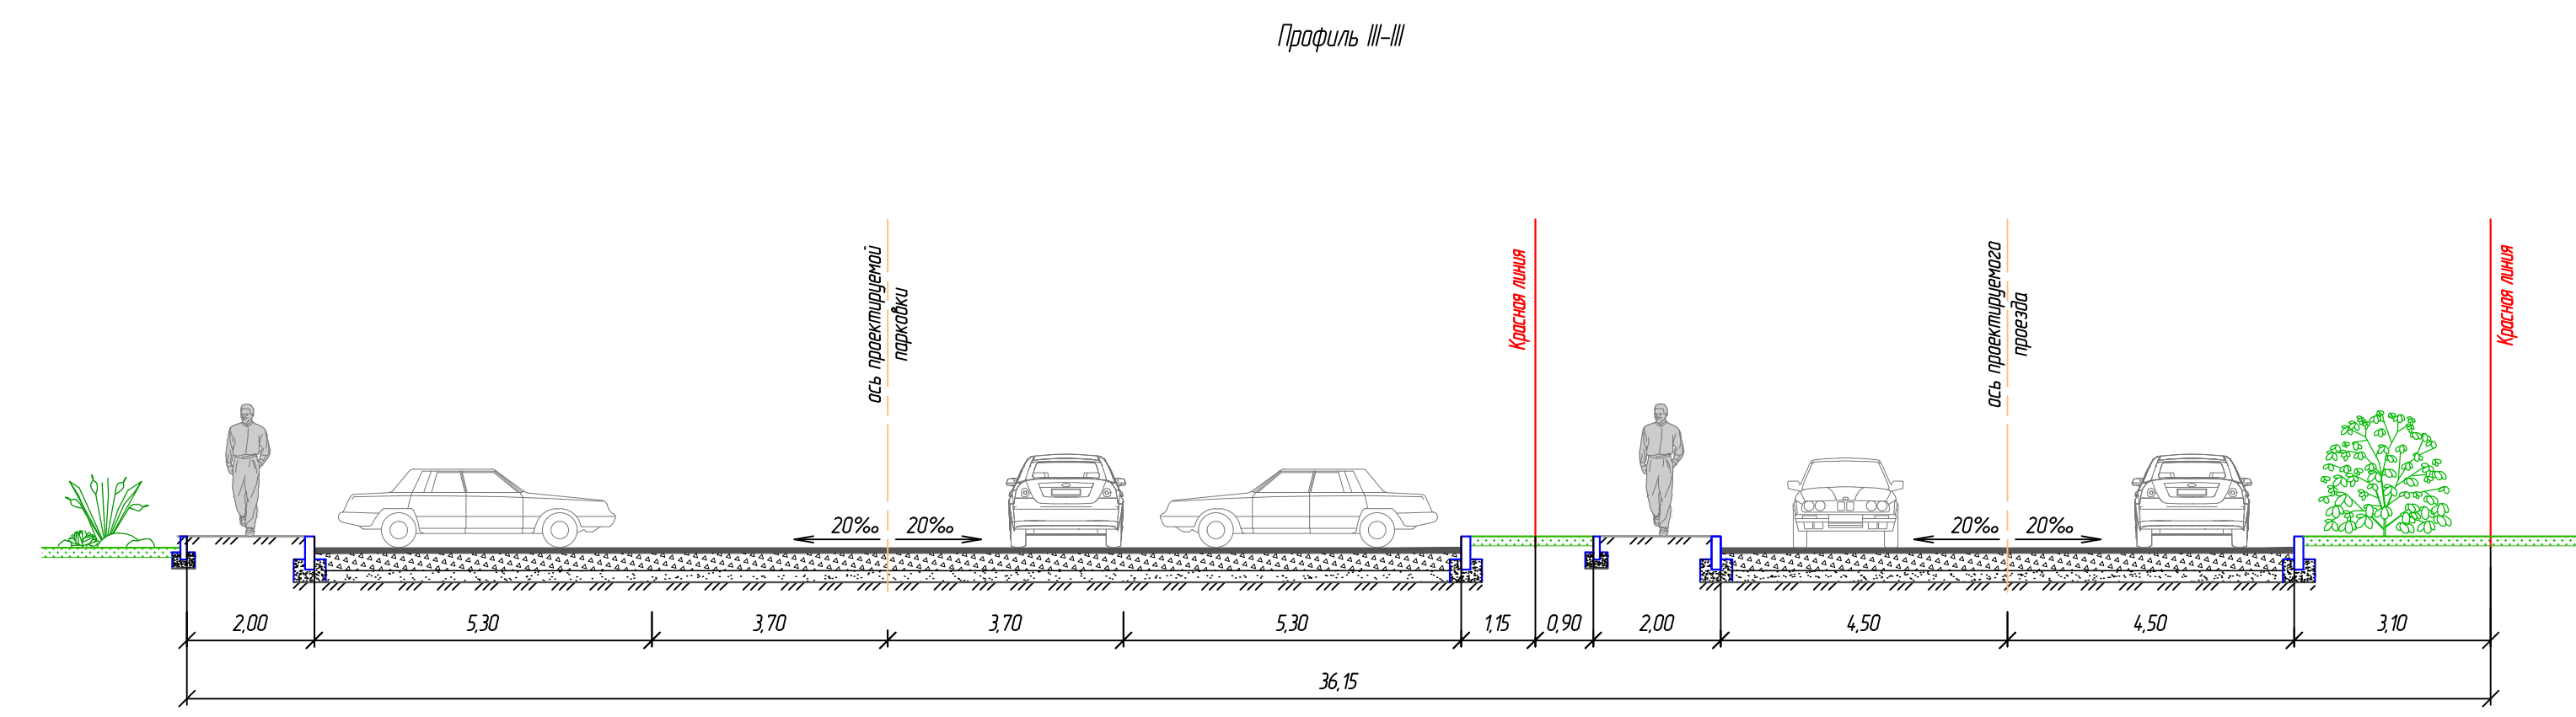 Профиль III-III
ось проектируемой
парковки
Красная линия
ось проектируемого
проезда
Красная линия
20‰ 20‰
20‰ 20‰
2,00 5,30 3,70 3,70 5,30 1,15 0,90 2,00 4,50 4,50 3,10
36,15